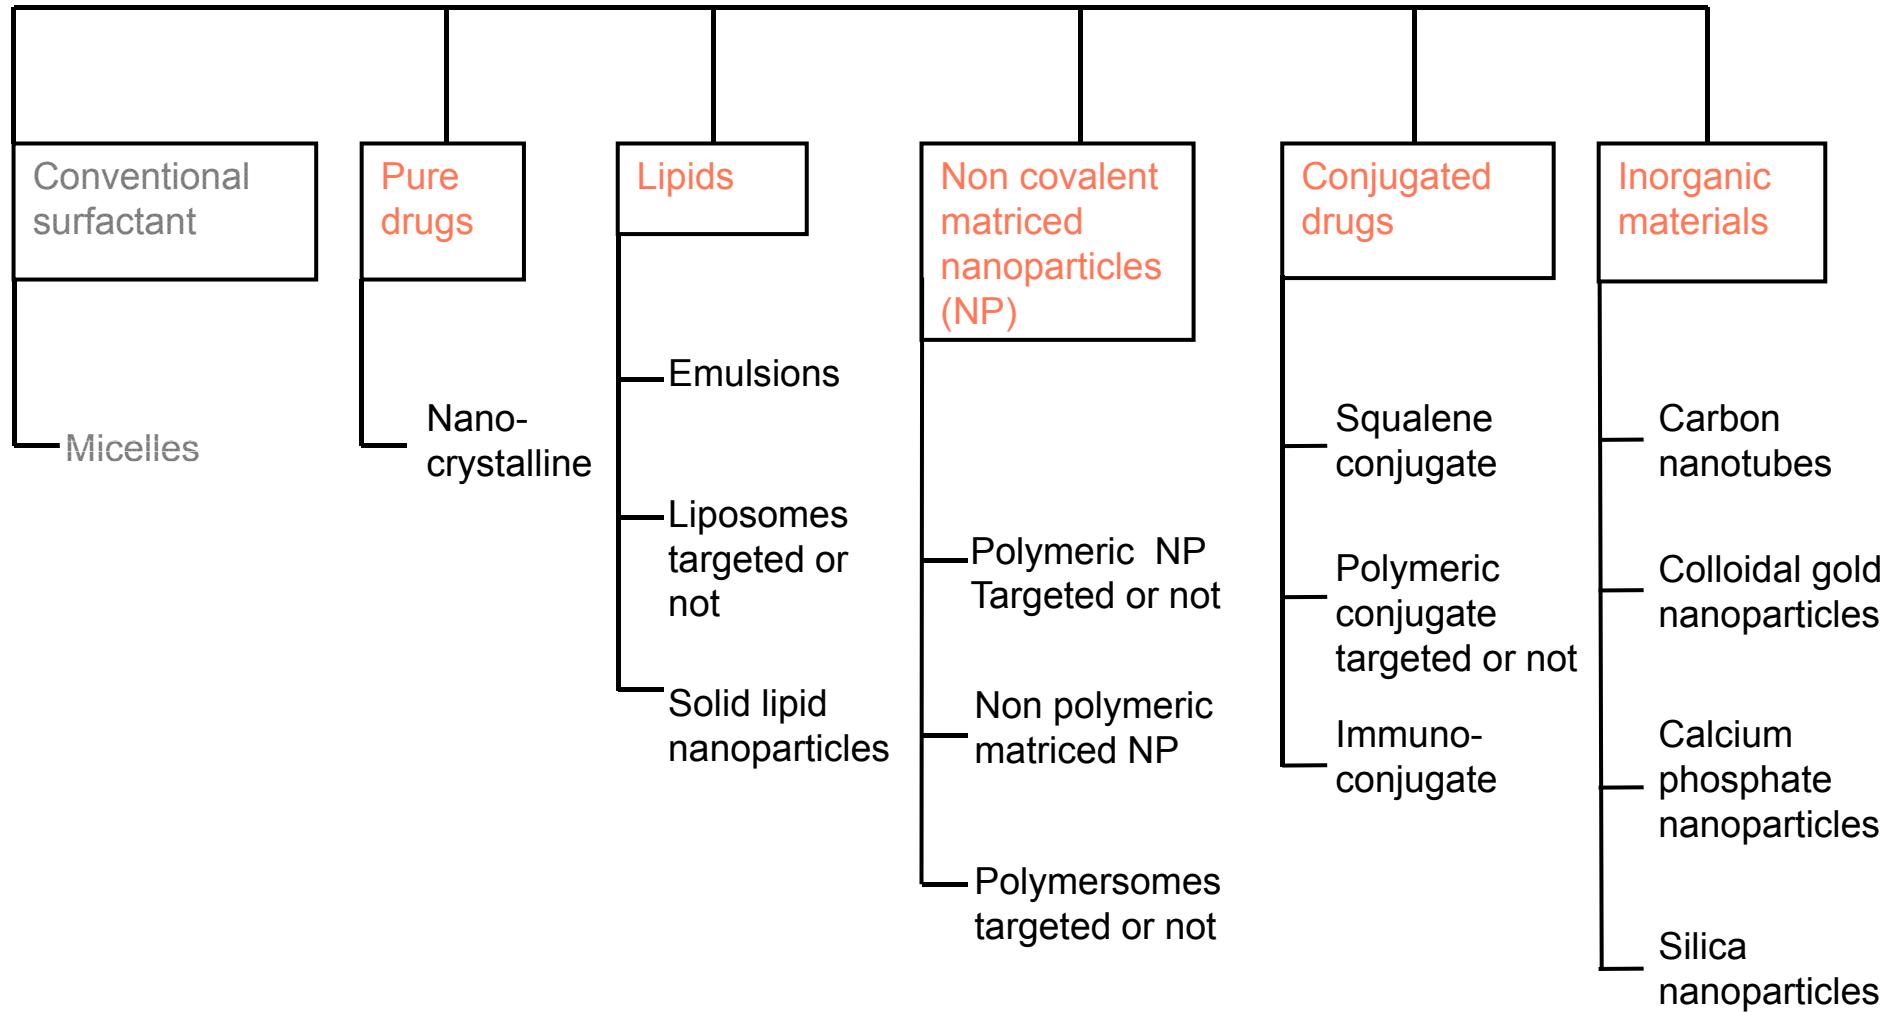 Conventional
surfactant
Micelles
Pure
drugs
Nano-
crystalline
Lipids
Emulsions
Liposomes
targeted or
not
Solid lipid
nanoparticles
Non covalent
matriced
nanoparticles
(NP)
Polymeric NP
Targeted or not
Non polymeric
matriced NP
Polymersomes
targeted or not
Conjugated
drugs
Squalene
conjugate
Polymeric
conjugate
targeted or not
Immuno-
conjugate
Inorganic
materials
Carbon
nanotubes
Colloidal gold
nanoparticles
Calcium
phosphate
nanoparticles
Silica
nanoparticles